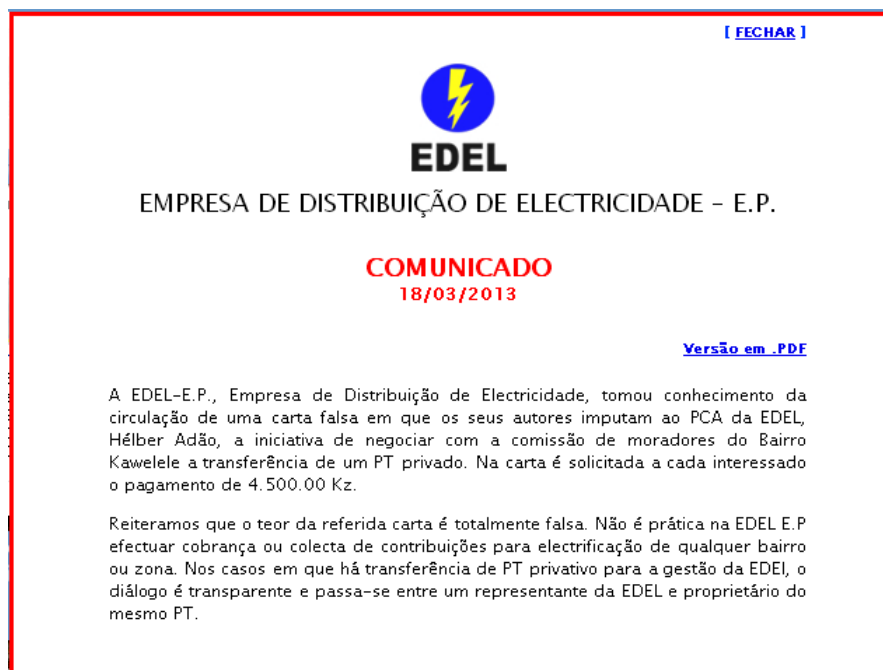 [ FECHAR ]
EDEL
EMPRESA DE DISTRIBUIÇÃO DE ELECTRICIDADE – E.P.
COMUNICADO
18/03/2013
Versão em .PDF
A EDEL-E.P., Empresa de Distribuição de Electricidade, tomou conhecimento da
circulação de uma carta falsa em que os seus autores imputam ao PCA da EDEL,
Hélber Adão, a iniciativa de negociar com a comissão de moradores do Bairro
Kawelele a transferência de um PT privado. Na carta é solicitada a cada interessado
o pagamento de 4.500.00 Kz.
Reiteramos que o teor da referida carta é totalmente falsa. Não é prática na EDEL E.P
efectuar cobrança ou colecta de contribuições para electrificação de qualquer bairro
ou zona. Nos casos em que há transferência de PT privativo para a gestão da EDEl, o
diálogo é transparente e passa-se entre um representante da EDEL e proprietário do
mesmo PT.